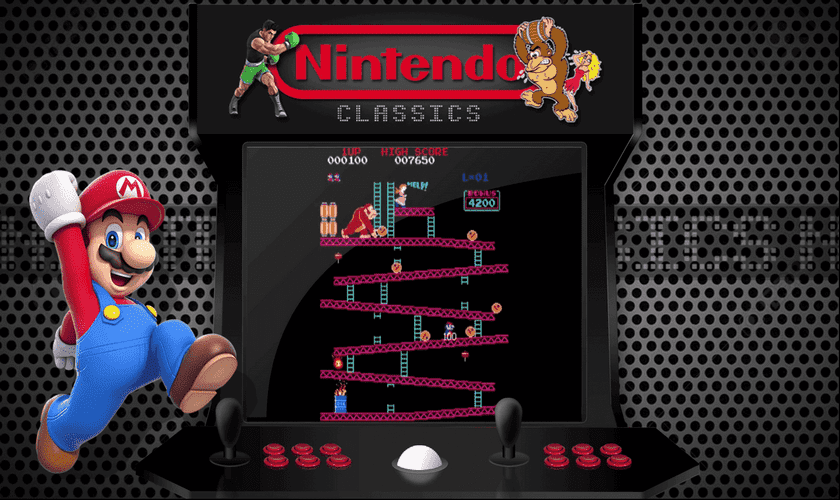 Nintendo
CLASSICS
1UP HIGH SCORE
000100 007650
L=01
HELP!
BONUS
4200
100
M